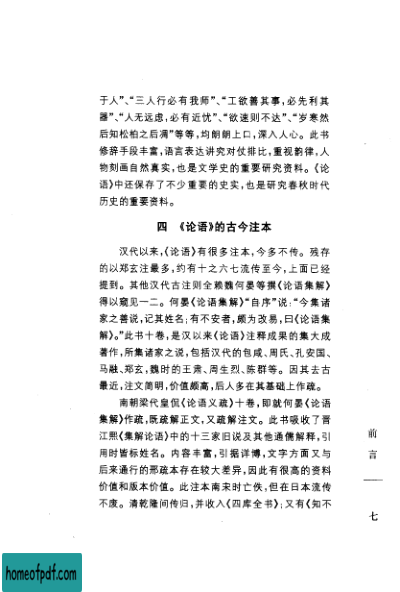 于人”、“三人行必有我师”、“工欲善其事，必先利其
器”、“人无远虑，必有近忧”、“欲速则不达”、“岁寒然
后知松柏之后凋”等等，均朗朗上口，深入人心。此书
修辞手段丰富，语言表达讲究对仗排比，重视韵律，人
物刻画自然真实，也是文学史的重要研究资料。《论
语》中还保存了不少重要的史实，也是研究春秋时代
历史的重要资料。
四 《论语》的古今注本
汉代以来，《论语》有很多注本，今多不传。残存
的以郑玄注最多，约有十之六七流传至今，上面已经
提到。其他汉代古注则全赖魏何晏等撰《论语集解》
得以窥见一二。何晏《论语集解》“自序”说：“今集诸
家之善说，记其姓名；有不安者，颇为改易，曰《论语集
解》。”此书十卷，是汉以来《论语》注释成果的集大成
著作，所集诸家之说，包括汉代的包咸、周氏、孔安国、
马融、郑玄，魏时的王肃、周生烈、陈群等。因其去古
最近，注文简明，价值颇高，后人多在其基础上作疏。
南朝梁代皇侃《论语义疏》十卷，即就何晏《论语
集解》作疏，既疏解正文，又疏解注文。此书吸收了晋
江熙《集解论语》中的十三家旧说及其他通儒解释，引
用时皆标姓名。内容丰富，引据详博，文字方面又与
后来通行的邢疏本存在较大差异，因此有很高的资料
价值和版本价值。此注本南宋时亡佚，但在日本流传
不废。清乾隆间传归，并收入《四库全书》；又有《知不
前言
七
homeofpdf.com